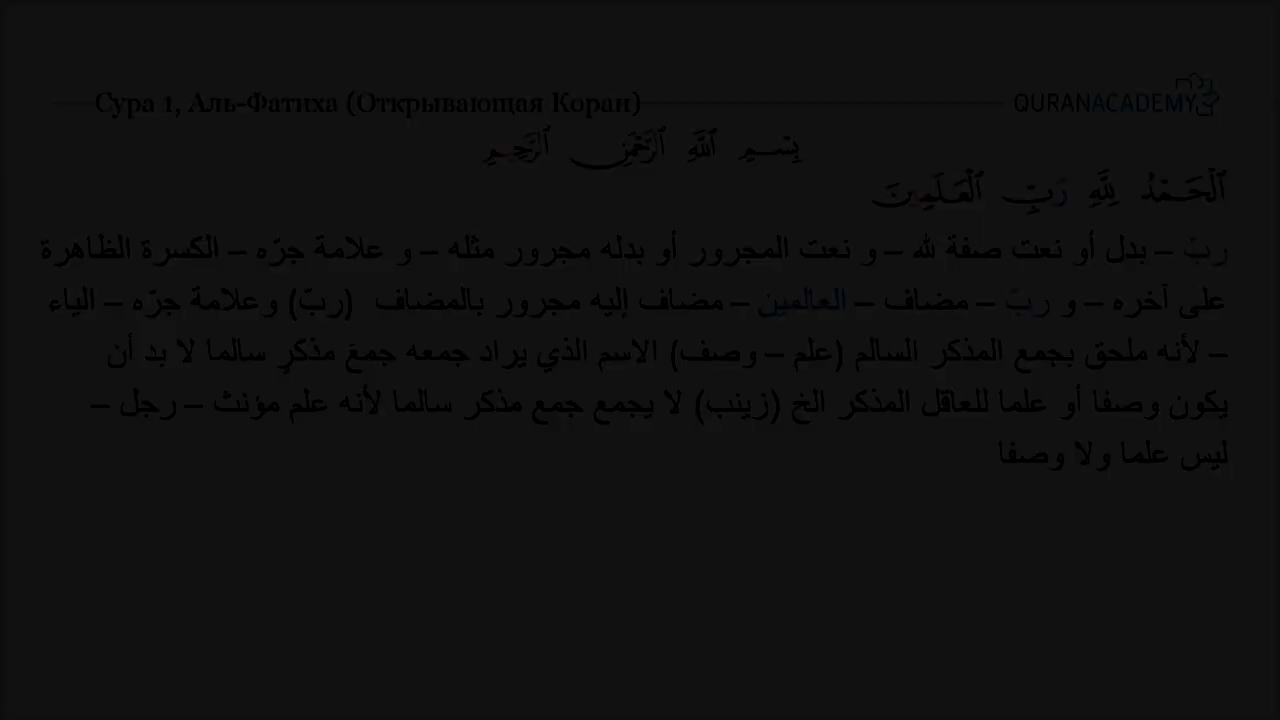 Сура 1, Аль-Фатиха (Открывающая Коран)
QURANACADEMY
بِسْمِ ٱللَّهِ ٱلرَّحْمَٰنِ ٱلرَّحِيمِ
ٱلْحَمْدُ لِلَّهِ رَبِّ ٱلْعَٰلَمِينَ
ربّ – بدل أو نعت صفة لله – و نعت المجرور أو بدله مجرور مثله – و علامة جرّه – الكسرة الظاهرة
على آخره – و ربّ – مضاف – العالمين – مضاف إليه مجرور بالمضاف (ربّ) وعلامة جرّه – الياء
– لأنه ملحق بجمع المذكر السالم (علم – وصف) الاسم الذي يراد جمعه جمعَ مذكرٍ سالما لا بد أن
يكون وصفا أو علما للعاقل المذكر الخ (زينب) لا يجمع جمع مذكر سالما لأنه علم مؤنث – رجل –
ليس علما ولا وصفا